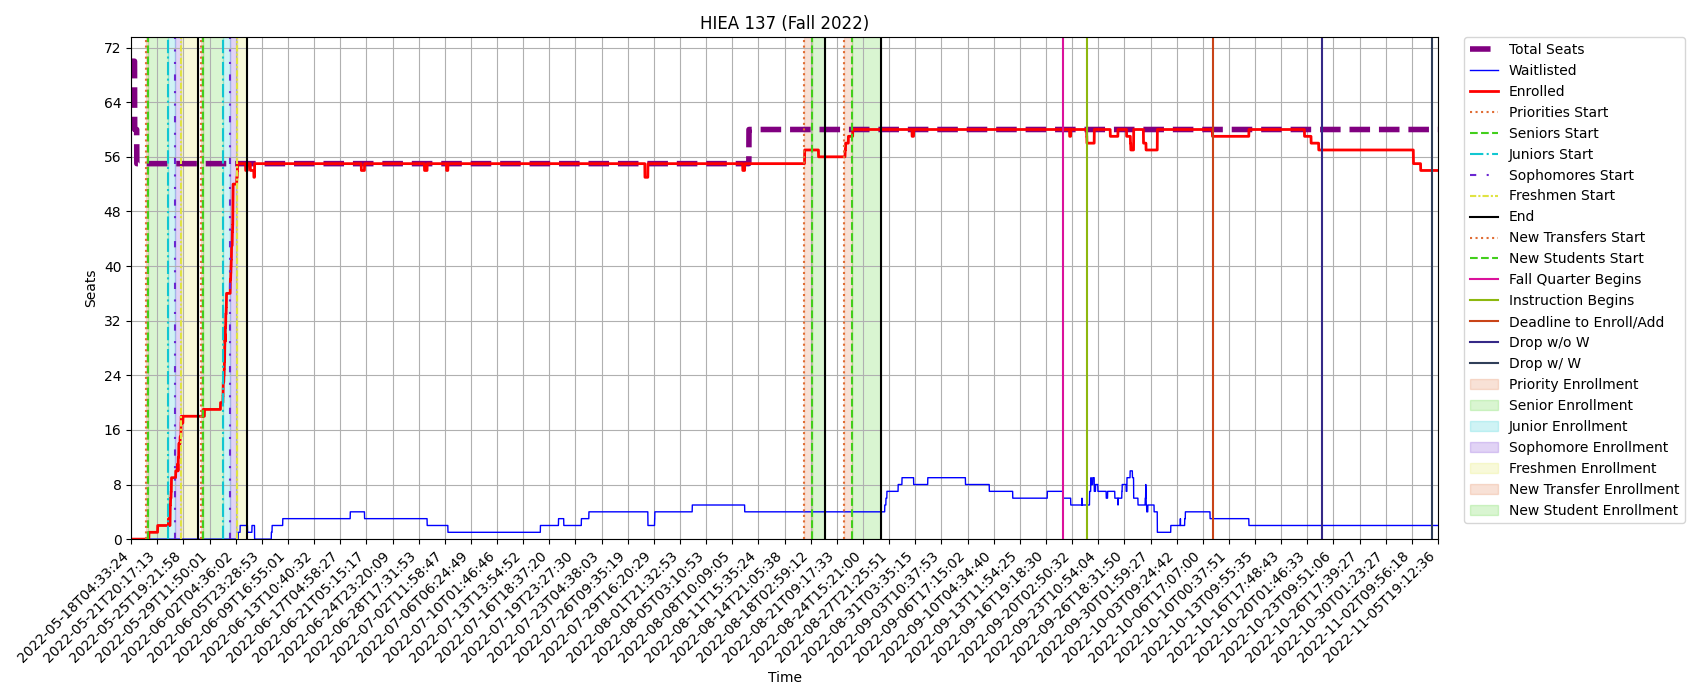 HIEA 137 (Fall 2022)
Seats
72
64
56
48
40
32
24
16
8
0
2022-05-18T04:33:24
2022-05-21T20:17:13
2022-05-25T19:21:58
2022-05-29T11:50:01
2022-06-02T04:36:02
2022-06-05T23:28:53
2022-06-09T16:55:01
2022-06-13T10:40:32
2022-06-17T04:58:27
2022-06-21T05:15:17
2022-06-24T23:20:09
2022-06-28T17:31:53
2022-07-02T11:58:47
2022-07-06T06:24:49
2022-07-10T01:46:46
2022-07-13T13:54:52
2022-07-16T18:37:20
2022-07-19T23:27:30
2022-07-23T04:38:03
2022-07-26T09:35:19
2022-07-29T16:20:29
2022-08-01T21:32:53
2022-08-05T03:10:53
2022-08-08T10:09:05
2022-08-11T15:35:24
2022-08-14T21:05:38
2022-08-18T02:59:12
2022-08-21T09:17:33
2022-08-24T15:21:00
2022-08-27T21:25:51
2022-08-31T03:35:15
2022-09-03T10:37:53
2022-09-06T17:15:02
2022-09-10T04:34:40
2022-09-13T11:54:25
2022-09-16T19:18:30
2022-09-20T02:50:32
2022-09-23T10:54:04
2022-09-26T18:31:50
2022-09-30T01:59:27
2022-10-03T09:24:42
2022-10-06T17:07:00
2022-10-10T00:37:51
2022-10-13T09:55:35
2022-10-16T17:48:43
2022-10-20T01:46:33
2022-10-23T09:51:06
2022-10-26T17:39:27
2022-10-30T01:23:27
2022-11-02T09:56:18
2022-11-05T19:12:36
Time
Total Seats
Waitlisted
Enrolled
Priorities Start
Seniors Start
Juniors Start
Sophomores Start
Freshmen Start
End
New Transfers Start
New Students Start
Fall Quarter Begins
Instruction Begins
Deadline to Enroll/Add
Drop w/o W
Drop w/ W
Priority Enrollment
Senior Enrollment
Junior Enrollment
Sophomore Enrollment
Freshmen Enrollment
New Transfer Enrollment
New Student Enrollment